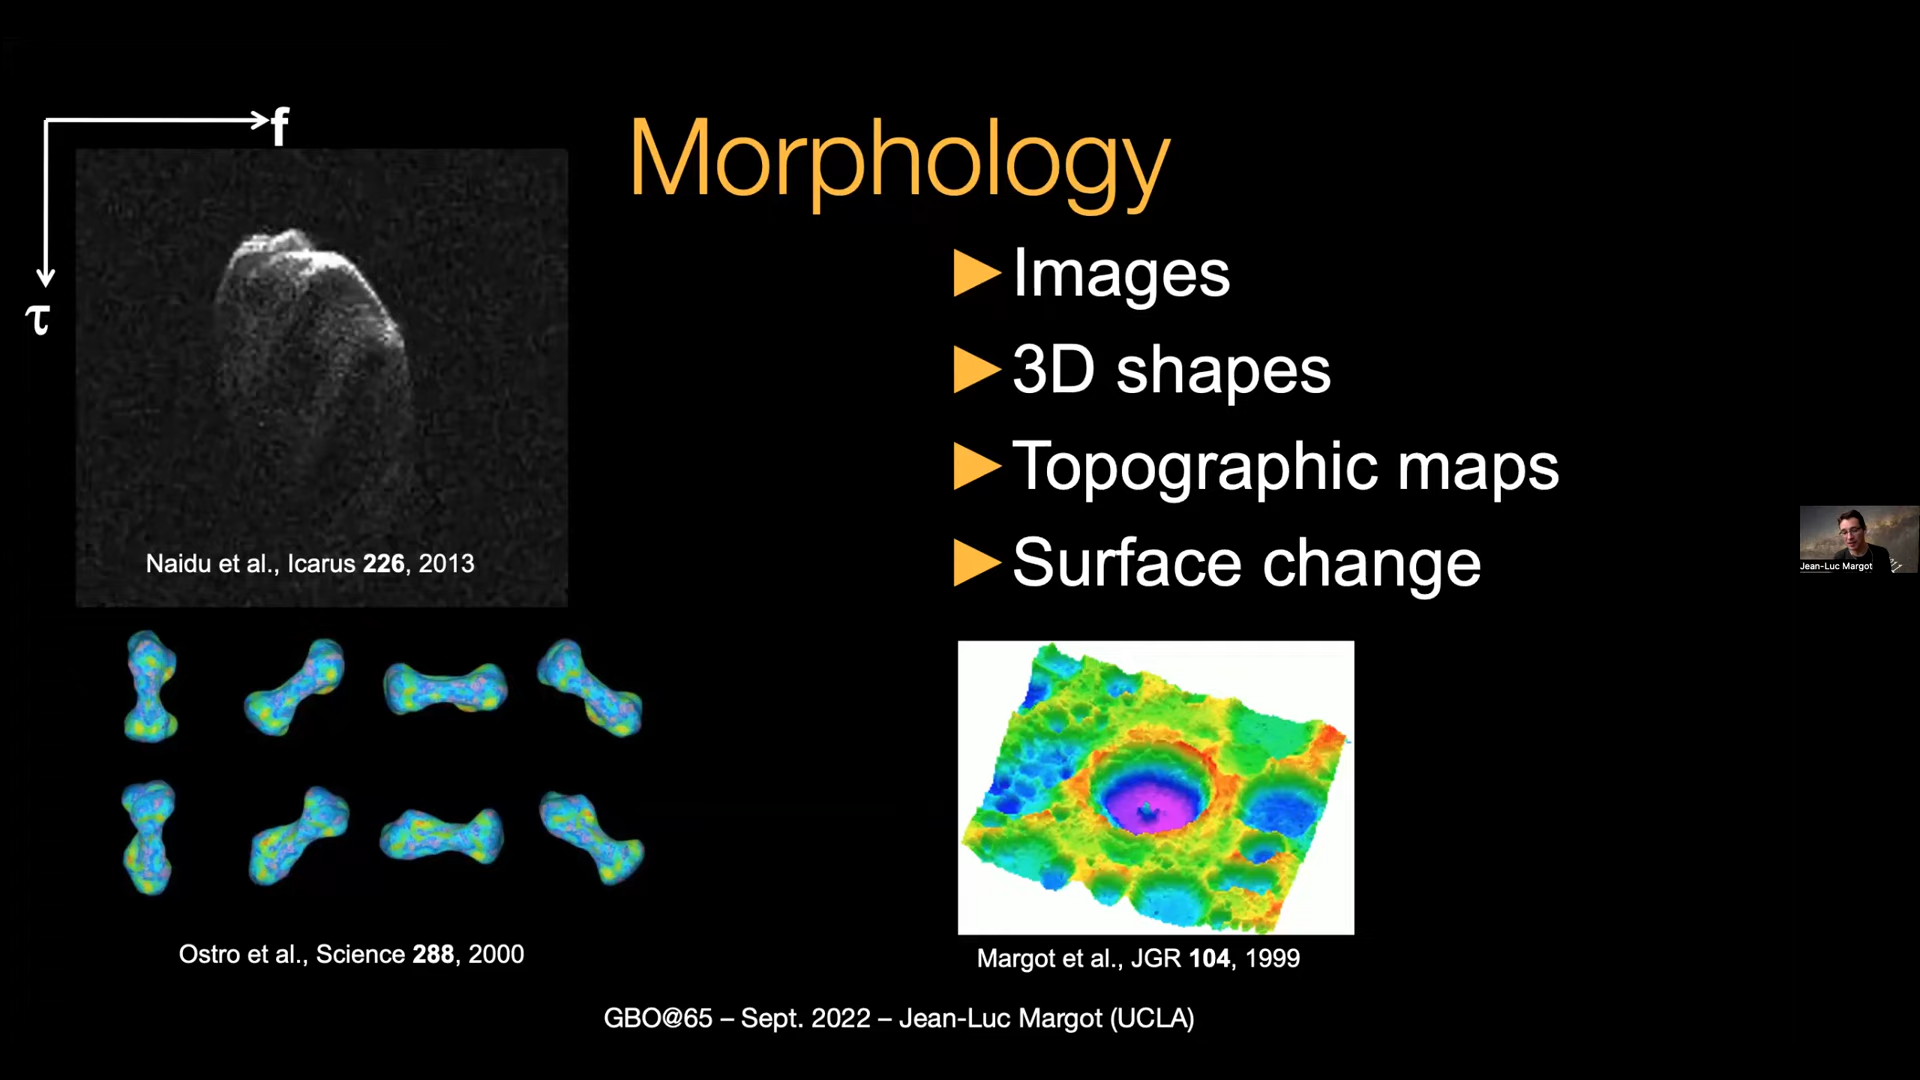 f
τ
Morphology
Images
3D shapes
Topographic maps
Surface change
Naidu et al., Icarus 226, 2013
Jean-Luc Margot
Ostro et al., Science 288, 2000
Margot et al., JGR 104, 1999
GBO@65 – Sept. 2022 – Jean-Luc Margot (UCLA)